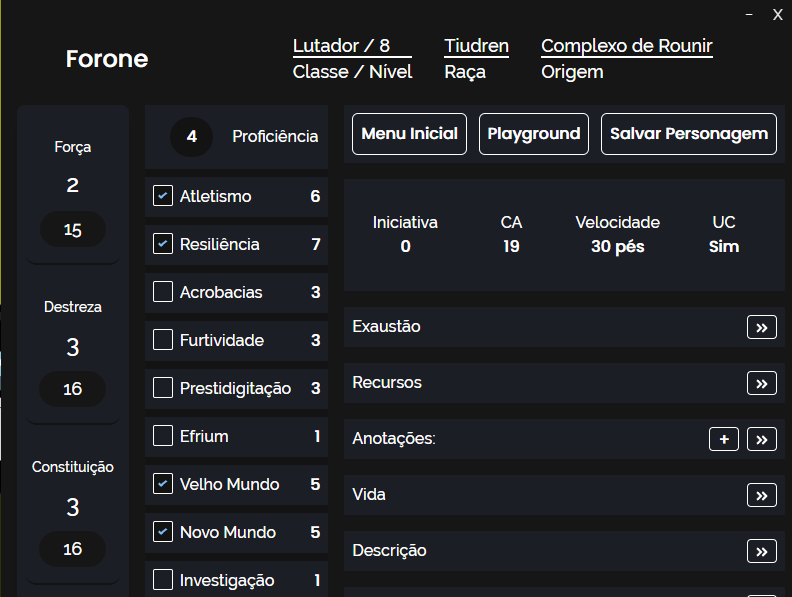 – X
Forone
Lutador / 8
Classe / Nível
Tiudren
Raça
Complexo de Rounir
Origem
Força
2
15
Destreza
3
16
Constituição
3
16
4 Proficiência
Atletismo 6
Resiliência 7
Acrobacias 3
Furtividade 3
Prestidigitação 3
Efrium 1
Velho Mundo 5
Novo Mundo 5
Investigação 1
Menu Inicial
Playground
Salvar Personagem
Iniciativa
0
CA
19
Velocidade
30 pés
UC
Sim
Exaustão »
Recursos »
Anotações: + »
Vida »
Descrição »